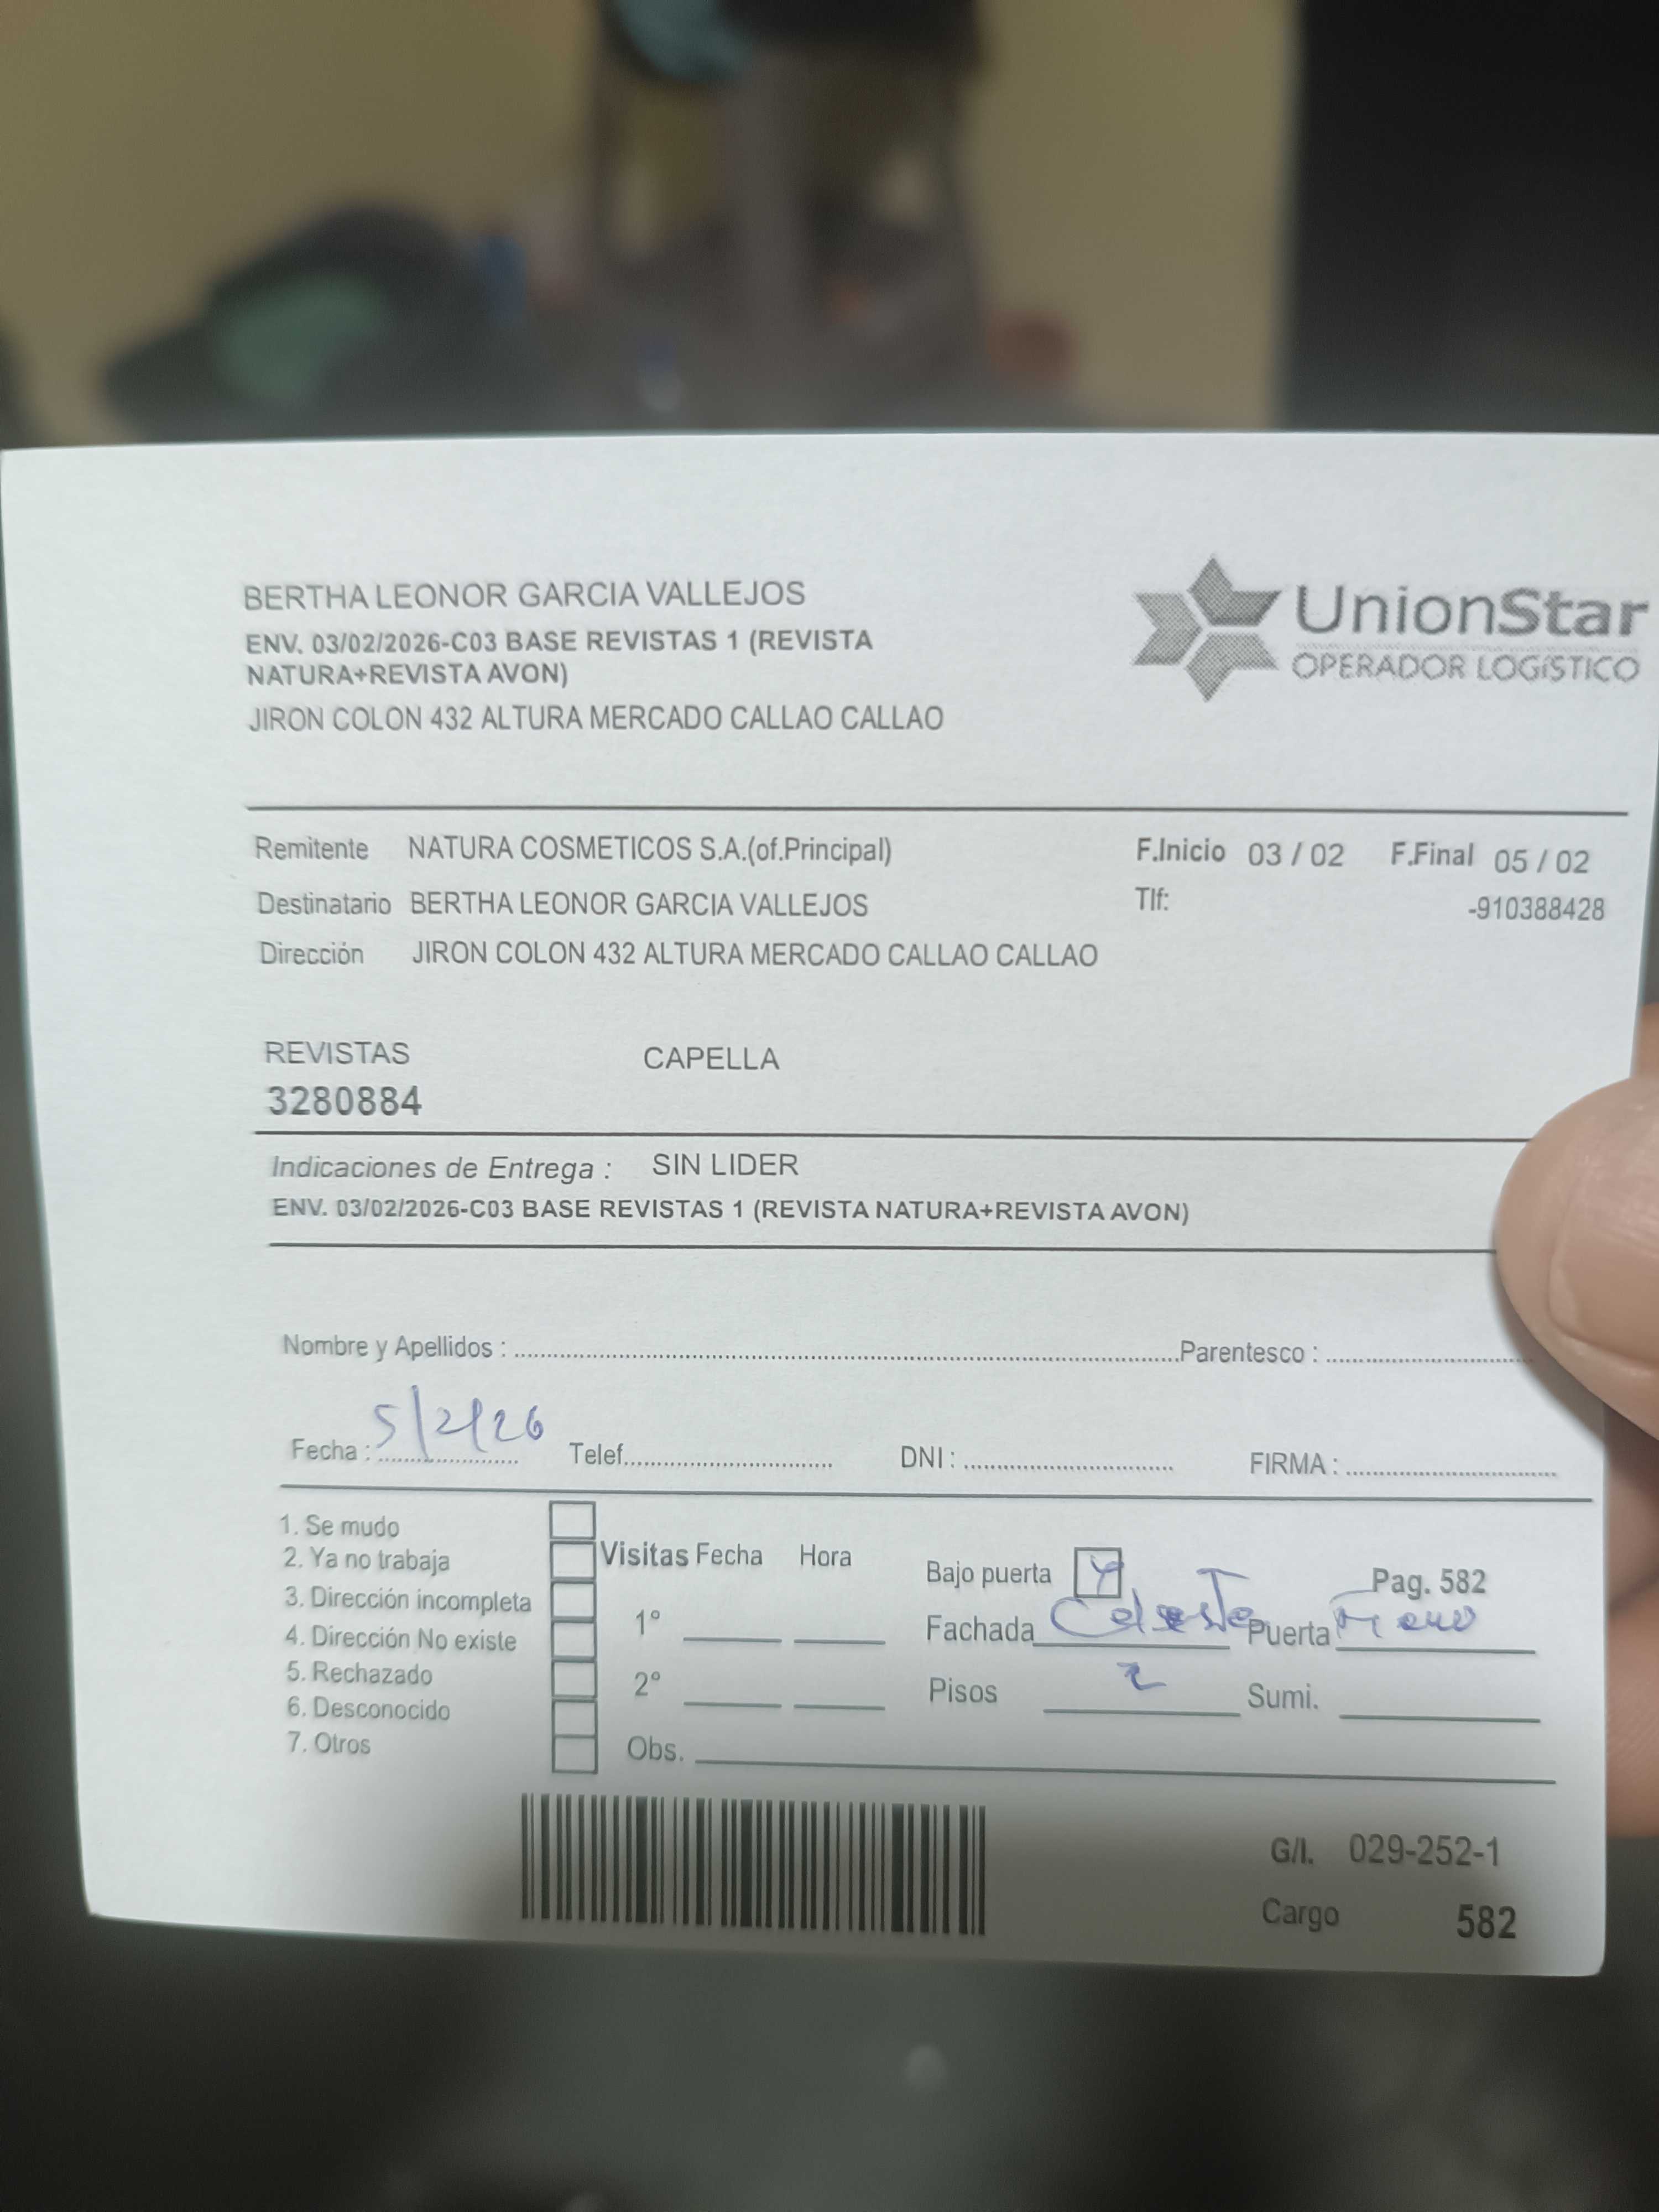 BERTHA LEONOR GARCIA VALLEJOS
ENV. 03/02/2026-C03 BASE REVISTAS 1 (REVISTA
NATURA+REVISTA AVON)
JIRON COLON 432 ALTURA MERCADO CALLAO CALLAO
UnionStar
OPERADOR LOGÍSTICO
Remitente NATURA COSMETICOS S.A.(of.Principal) F.Inicio 03 / 02 F.Final 05 / 02
Destinatario BERTHA LEONOR GARCIA VALLEJOS Tlf: -910388428
Dirección JIRON COLON 432 ALTURA MERCADO CALLAO CALLAO
REVISTAS CAPELLA
3280884
Indicaciones de Entrega : SIN LIDER
ENV. 03/02/2026-C03 BASE REVISTAS 1 (REVISTA NATURA+REVISTA AVON)
Nombre y Apellidos : Parentesco :
Fecha : 5/2/26 Telef. DNI : FIRMA :
1. Se mudo
2. Ya no trabaja
3. Dirección incompleta
4. Dirección No existe
5. Rechazado
6. Desconocido
7. Otros
Visitas Fecha Hora
1°
2°
Obs.
Bajo puerta Pag. 582
Fachada Celeste Puerta Fierro
Pisos 2 Sumi.
G/I. 029-252-1
Cargo 582